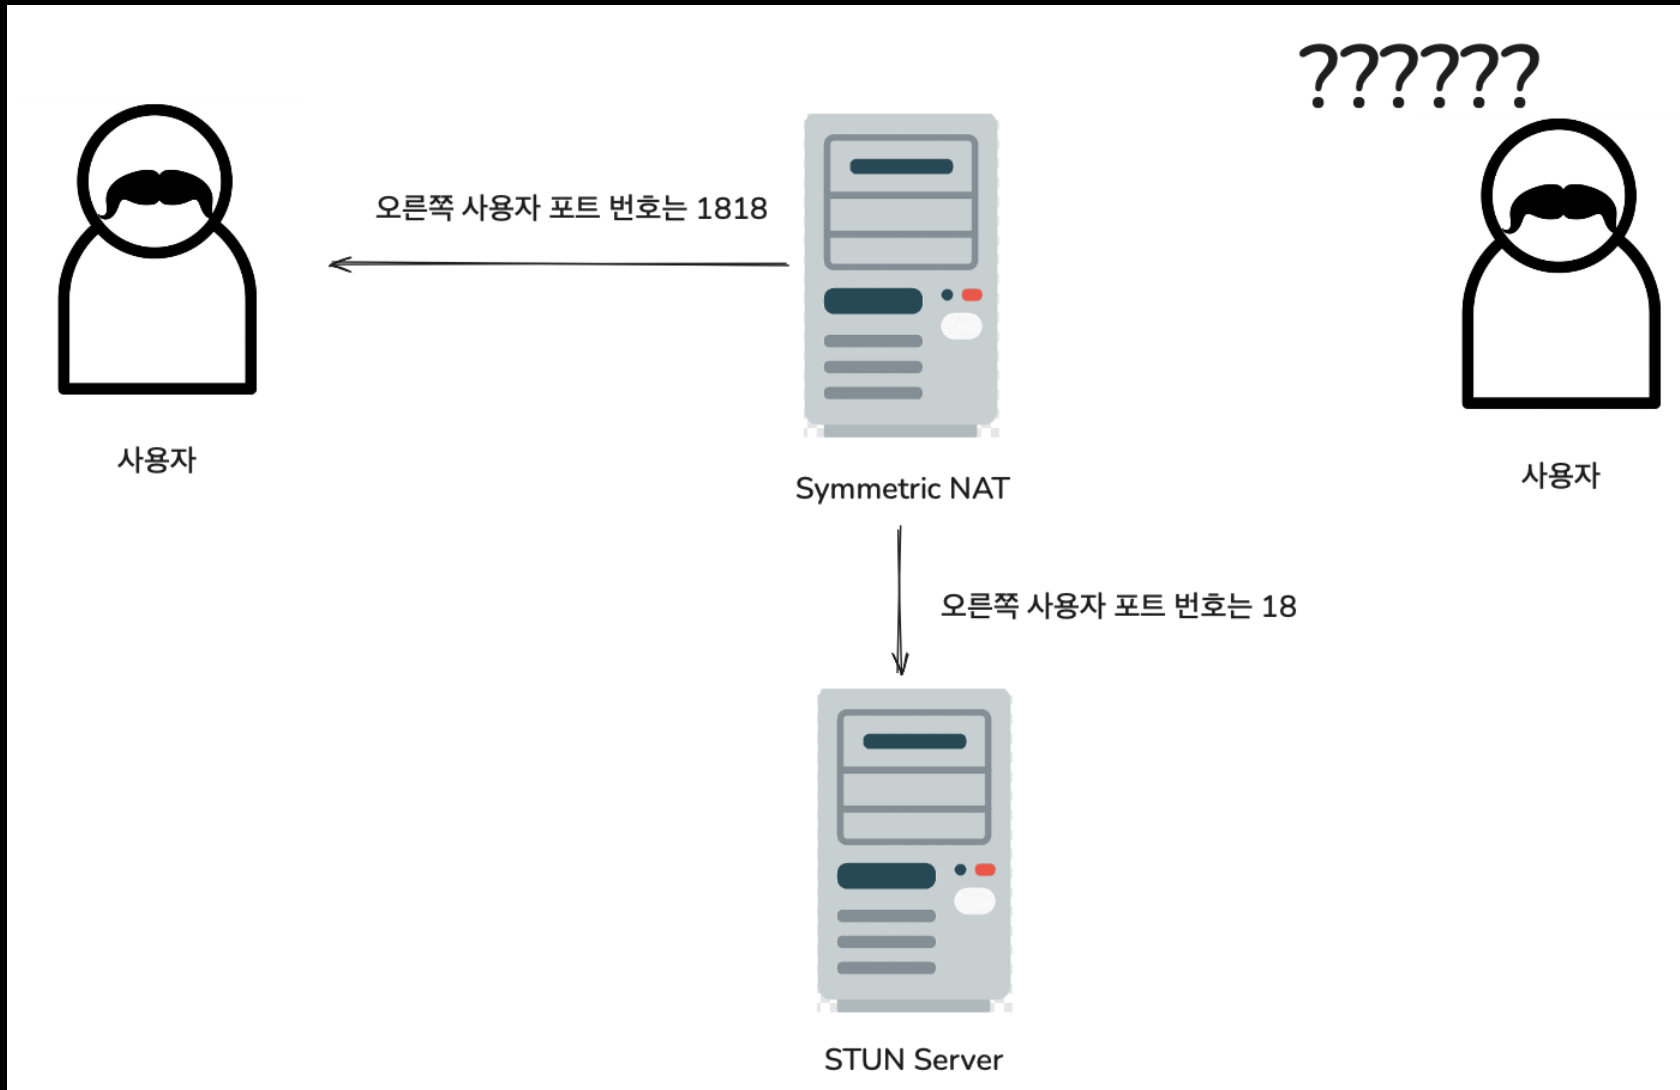 ??????
오른쪽 사용자 포트 번호는 1818
사용자
사용자
Symmetric NAT
오른쪽 사용자 포트 번호는 18
STUN Server